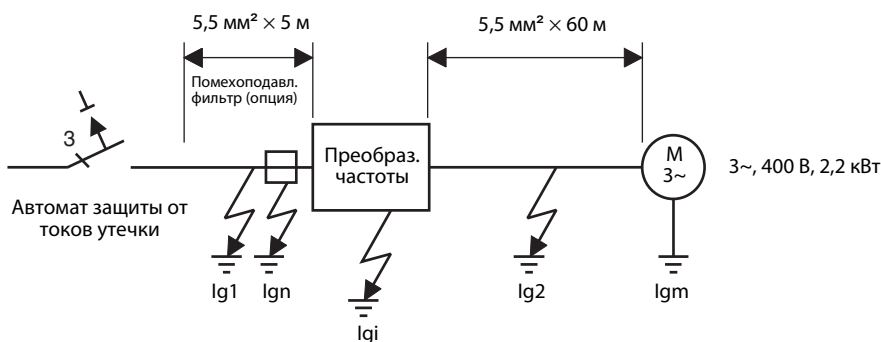 5,5 мм² × 5 м
5,5 мм² × 60 м
Помехоподавл.
фильтр (опция)
3
Преобраз.
частоты
M
3~
3~, 400 В, 2,2 кВт
Автомат защиты от
токов утечки
Ig1
Ign
Igi
Ig2
Igm